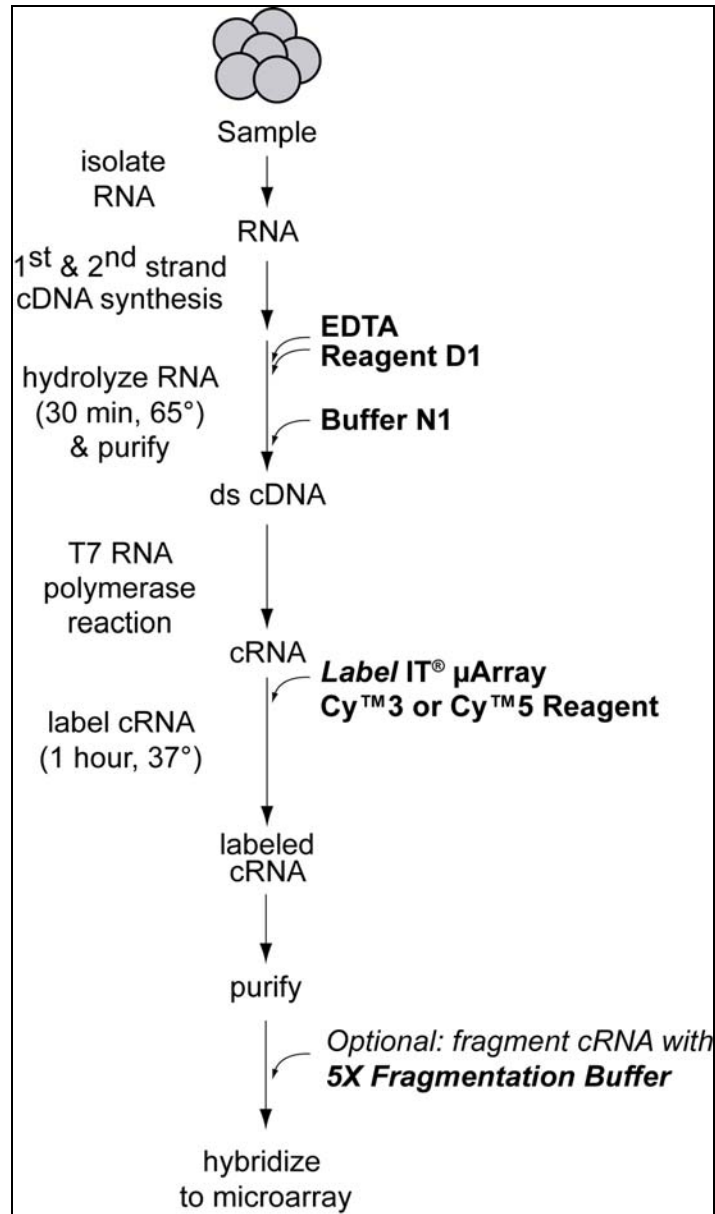 Sample
isolate
RNA
RNA
1st & 2nd strand
cDNA synthesis
EDTA
Reagent D1
hydrolyze RNA
(30 min, 65°)
& purify
Buffer N1
ds cDNA
T7 RNA
polymerase
reaction
cRNA
Label IT® µArray
Cy™3 or Cy™5 Reagent
label cRNA
(1 hour, 37°)
labeled
cRNA
purify
Optional: fragment cRNA with
5X Fragmentation Buffer
hybridize
to microarray